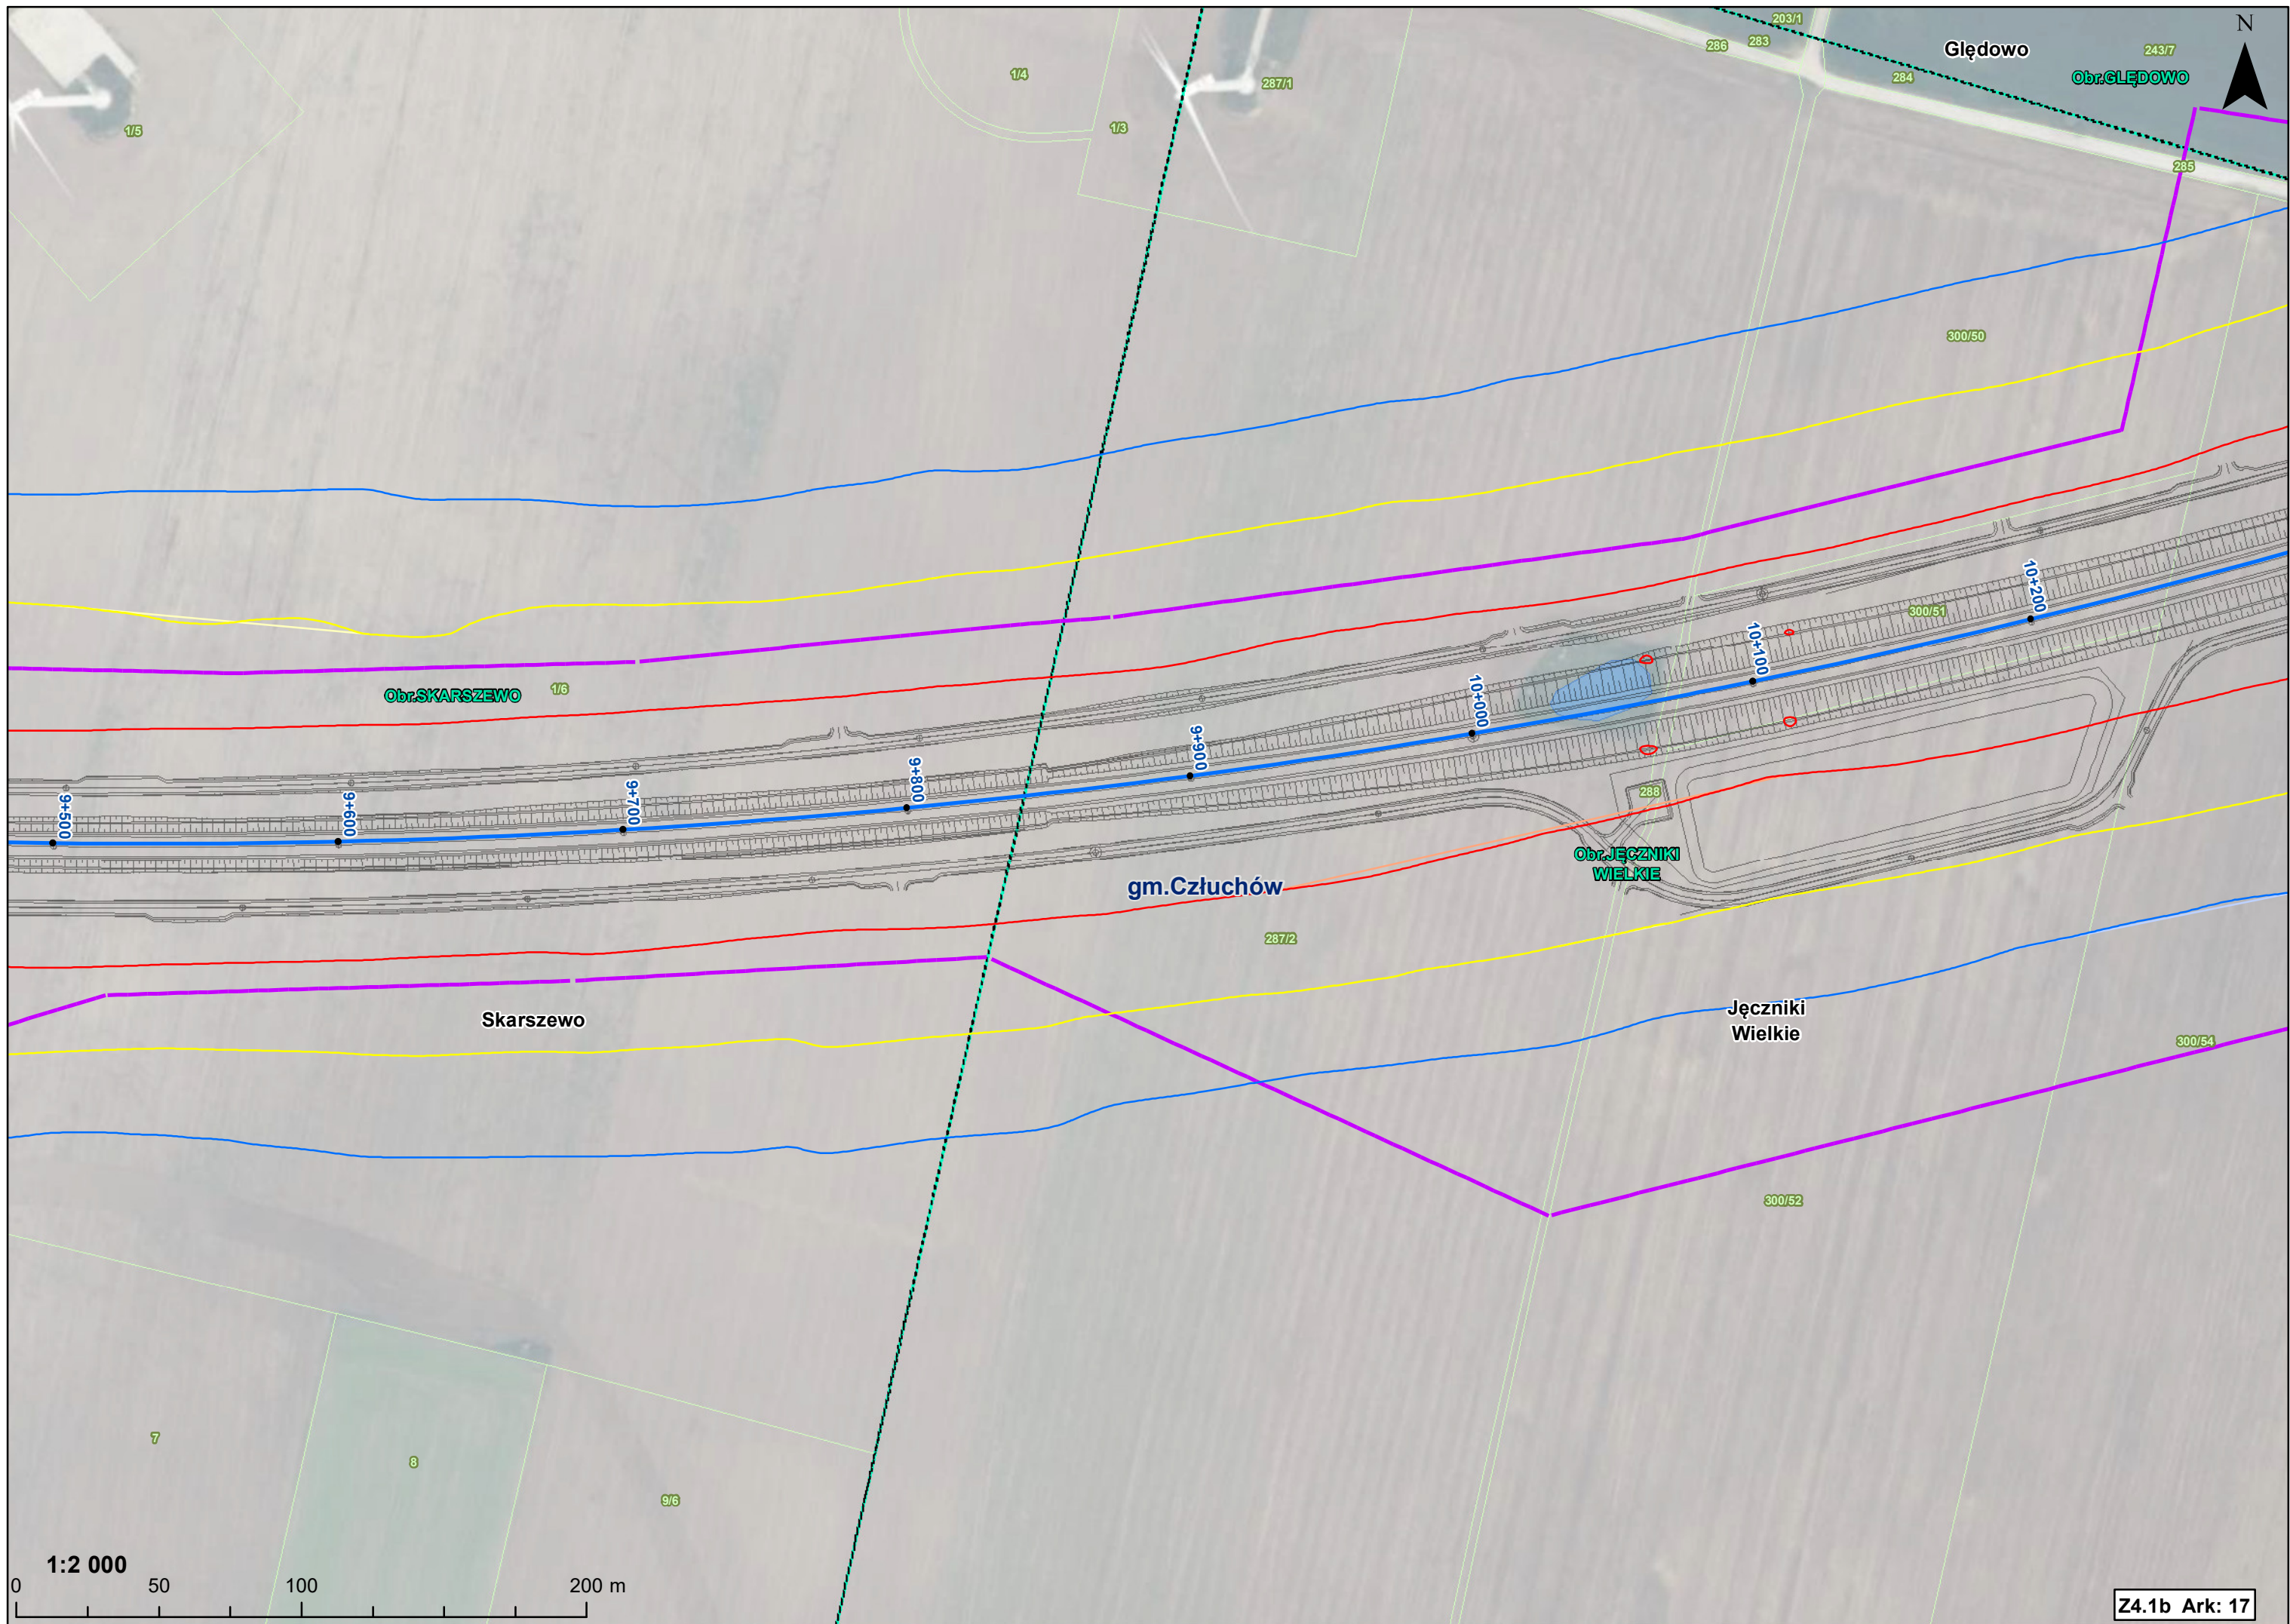 203/1
286
283
Ględowo
243/7
N
284
Obr.GLĘDOWO
1/4
287/1
1/5
1/3
285
300/50
10+200
300/51
10+100
Obr.SKARSZEWO
1/6
10+000
9+900
9+800
9+700
9+600
9+500
288
Obr.JĘCZNIKI
WIELKIE
gm.Człuchów
287/2
Skarszewo
Jęczniki
Wielkie
300/54
300/52
7
8
9/6
1:2 000
0 50 100 200 m
Z4.1b Ark: 17